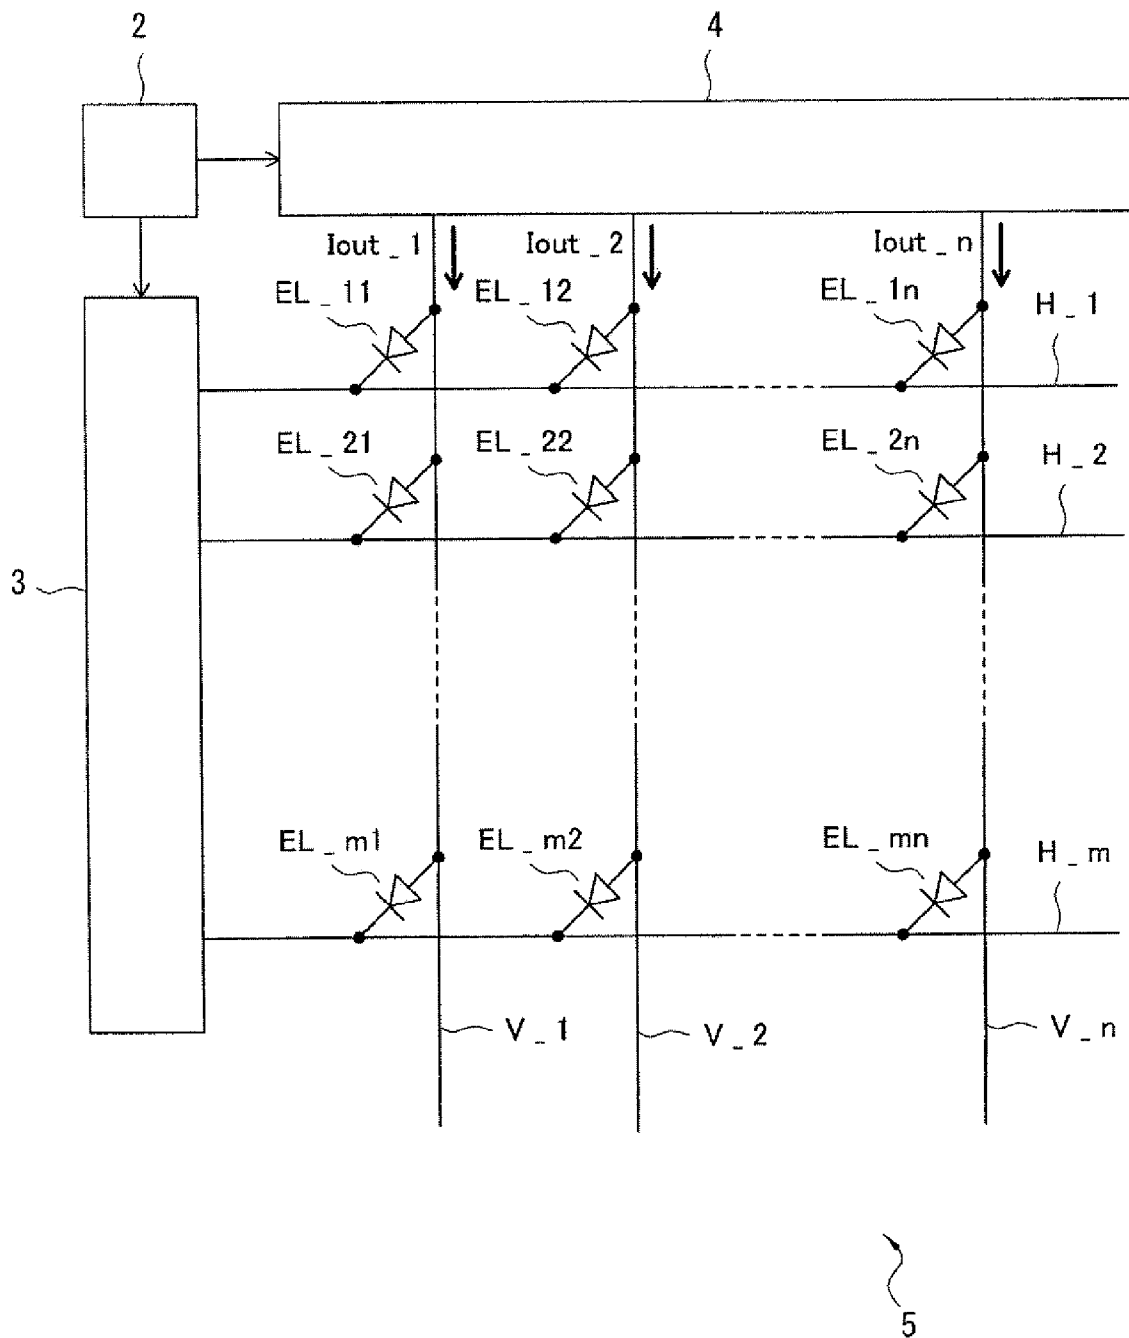 2
4
Iout_1
Iout_2
Iout_n
EL_11
EL_12
EL_1n
H_1
EL_21
EL_22
EL_2n
H_2
3
EL_m1
EL_m2
EL_mn
H_m
V_1
V_2
V_n
5